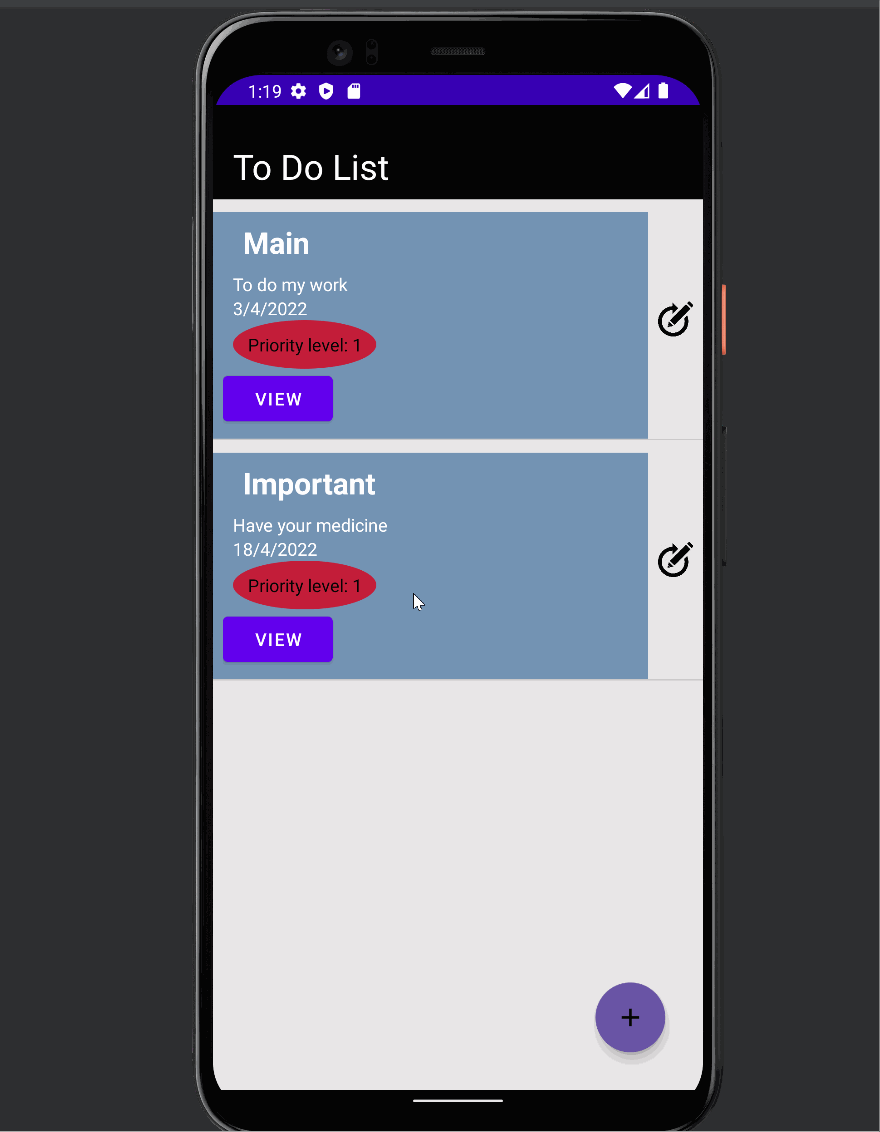 1:19
To Do List
Main
To do my work
3/4/2022
Priority level: 1
VIEW
Important
Have your medicine
18/4/2022
Priority level: 1
VIEW
+